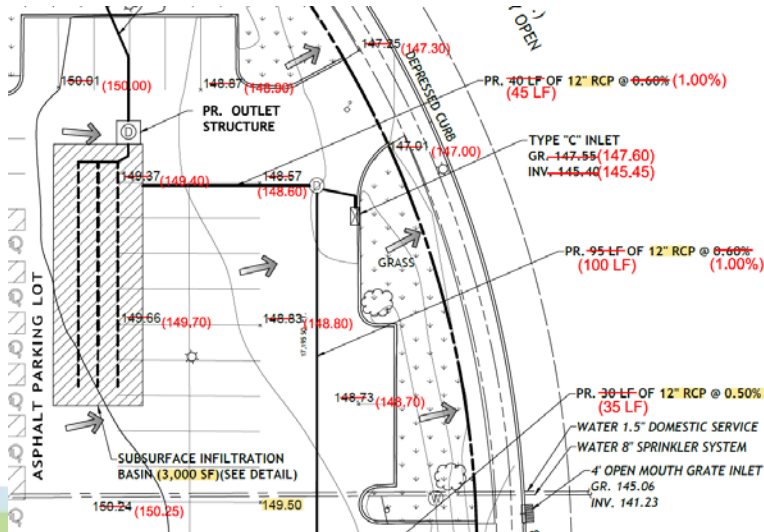 .)
Y OPEN
147.25 (147.30)
DEPRESSED CURB
150.01 (150.00)
148.87 (148.90)
PR. 40 LF OF 12" RCP @ 0.60% (1.00%)
(45 LF)
PR. OUTLET
STRUCTURE
D
147.01 (147.00)
TYPE "C" INLET
GR. 147.55 (147.60)
INV. 145.40 (145.45)
149.37 (149.40)
148.57
(148.60)
D
GRASS
PR. 95 LF OF 12" RCP @ 0.60%
(100 LF) (1.00%)
ASPHALT PARKING LOT
149.66 (149.70)
148.83 (148.80)
148.73 (148.70)
PR. 30 LF OF 12" RCP @ 0.50%
(35 LF)
WATER 1.5" DOMESTIC SERVICE
WATER 8" SPRINKLER SYSTEM
SUBSURFACE INFILTRATION
BASIN (3,000 SF)(SEE DETAIL)
4' OPEN MOUTH GRATE INLET
GR. 145.06
INV. 141.23
150.24 (150.25)
149.50
W
S